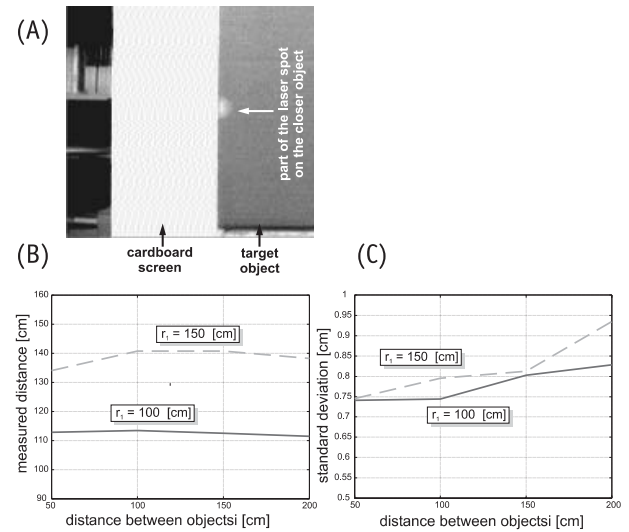 (A)
part of the laser spot
on the closer object
cardboard
screen
target
object
(B)
160
150
140
130
120
110
100
90
50
100
150
200
measured distance [cm]
r1 = 150 [cm]
r1 = 100 [cm]
distance between objectsi [cm]
(C)
1
0.95
0.9
0.85
0.8
0.75
0.7
0.65
0.6
0.55
0.5
50
100
150
200
standard deviation [cm]
r1 = 150 [cm]
r1 = 100 [cm]
distance between objectsi [cm]